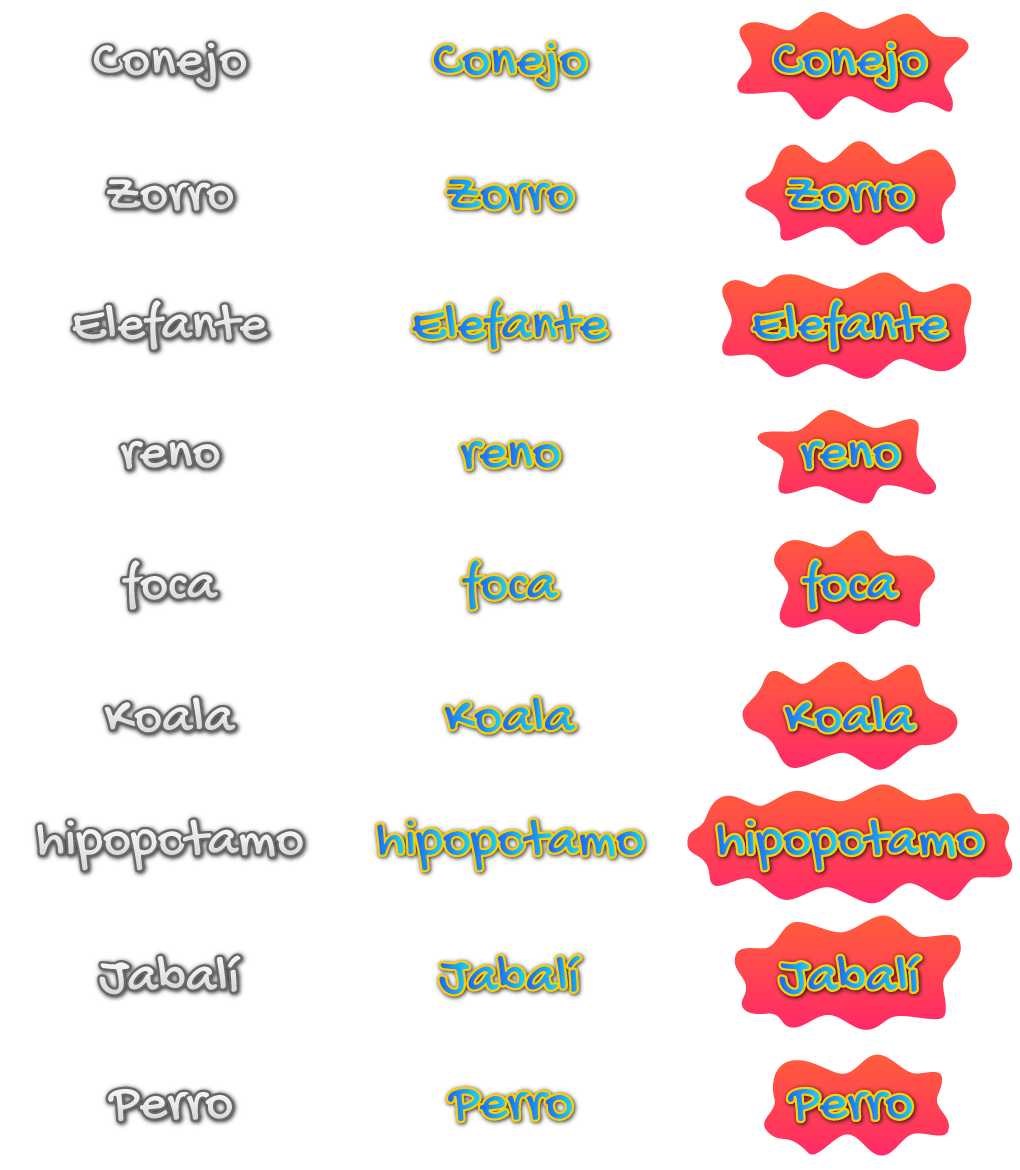 Conejo Conejo Conejo
Zorro Zorro Zorro
Elefante Elefante Elefante
reno reno reno
foca foca foca
Koala Koala Koala
hipopotamo hipopotamo hipopotamo
Jabalí Jabalí Jabalí
Perro Perro Perro